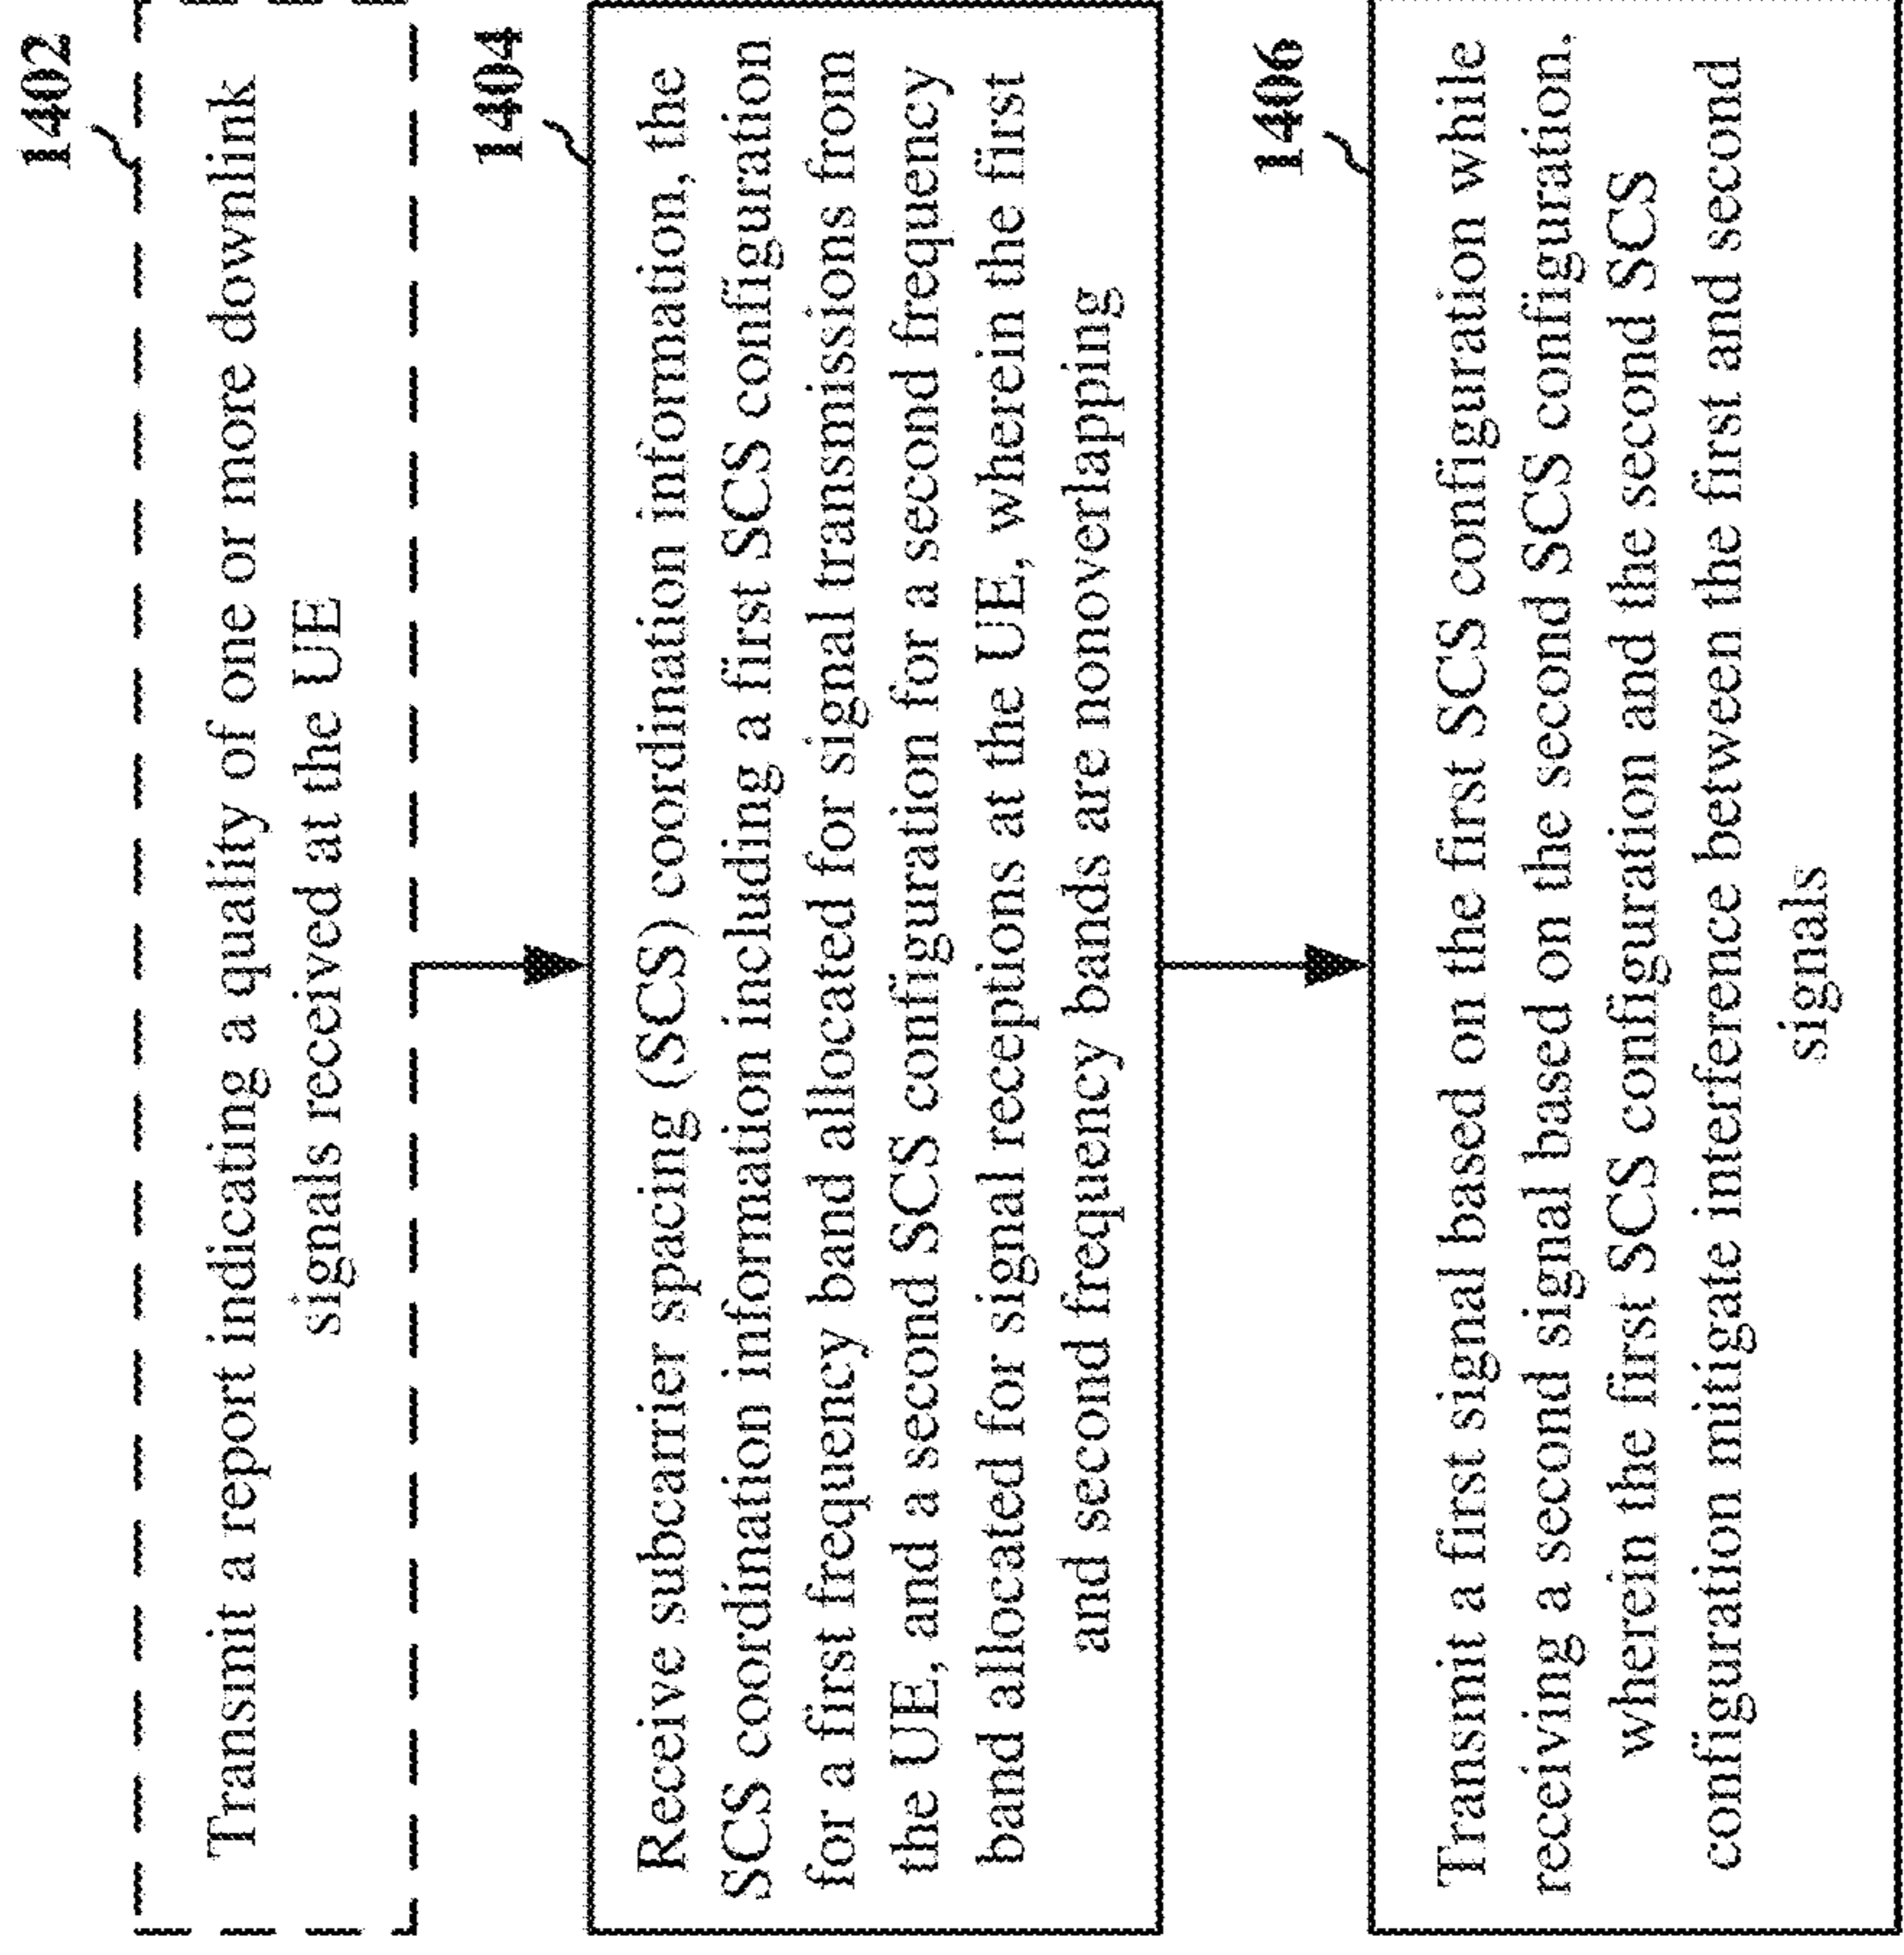 1402
Transmit a report indicating a quality of one or more downlink
signals received at the UE
1404
Receive subcarrier spacing (SCS) coordination information, the
SCS coordination information including a first SCS configuration
for a first frequency band allocated for signal transmissions from
the UE, and a second SCS configuration for a second frequency
band allocated for signal receptions at the UE, wherein the first
and second frequency bands are nonoverlapping
1406
Transmit a first signal based on the first SCS configuration while
receiving a second signal based on the second SCS configuration,
wherein the first SCS configuration and the second SCS
configuration mitigate interference between the first and second
signals